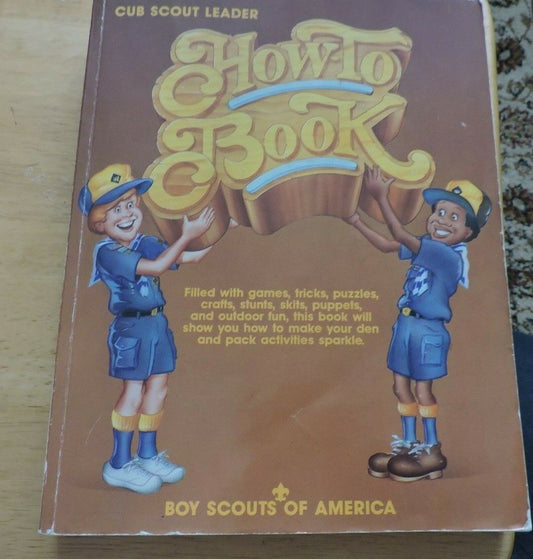 CUB SCOUT LEADER
How To
Book
Filled with games, tricks, puzzles,
crafts, stunts, skits, puppets,
and outdoor fun, this book will
show you how to make your den
and pack activities sparkle.
BOY SCOUTS OF AMERICA